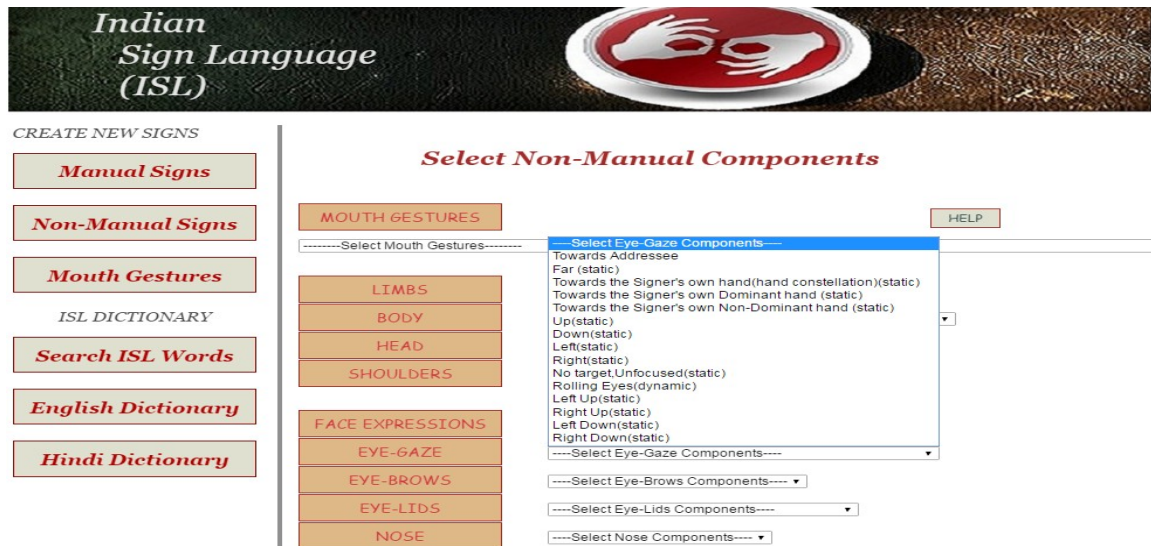 Indian
Sign Language
(ISL)
CREATE NEW SIGNS
Manual Signs
Non-Manual Signs
Mouth Gestures
ISL DICTIONARY
Search ISL Words
English Dictionary
Hindi Dictionary
Select Non-Manual Components
MOUTH GESTURES
HELP
--------Select Mouth Gestures--------
LIMBS
BODY
HEAD
SHOULDERS
FACE EXPRESSIONS
----Select Eye-Gaze Components----
Towards Addressee
Far (static)
Towards the Signer's own hand(hand constellation)(static)
Towards the Signer's own Dominant hand (static)
Towards the Signer's own Non-Dominant hand (static)
Up(static)
Down(static)
Left(static)
Right(static)
No target,Unfocused(static)
Rolling Eyes(dynamic)
Left Up(static)
Right Up(static)
Left Down(static)
Right Down(static)
EYE-GAZE
----Select Eye-Gaze Components----
EYE-BROWS
----Select Eye-Brows Components----
EYE-LIDS
----Select Eye-Lids Components----
NOSE
----Select Nose Components----